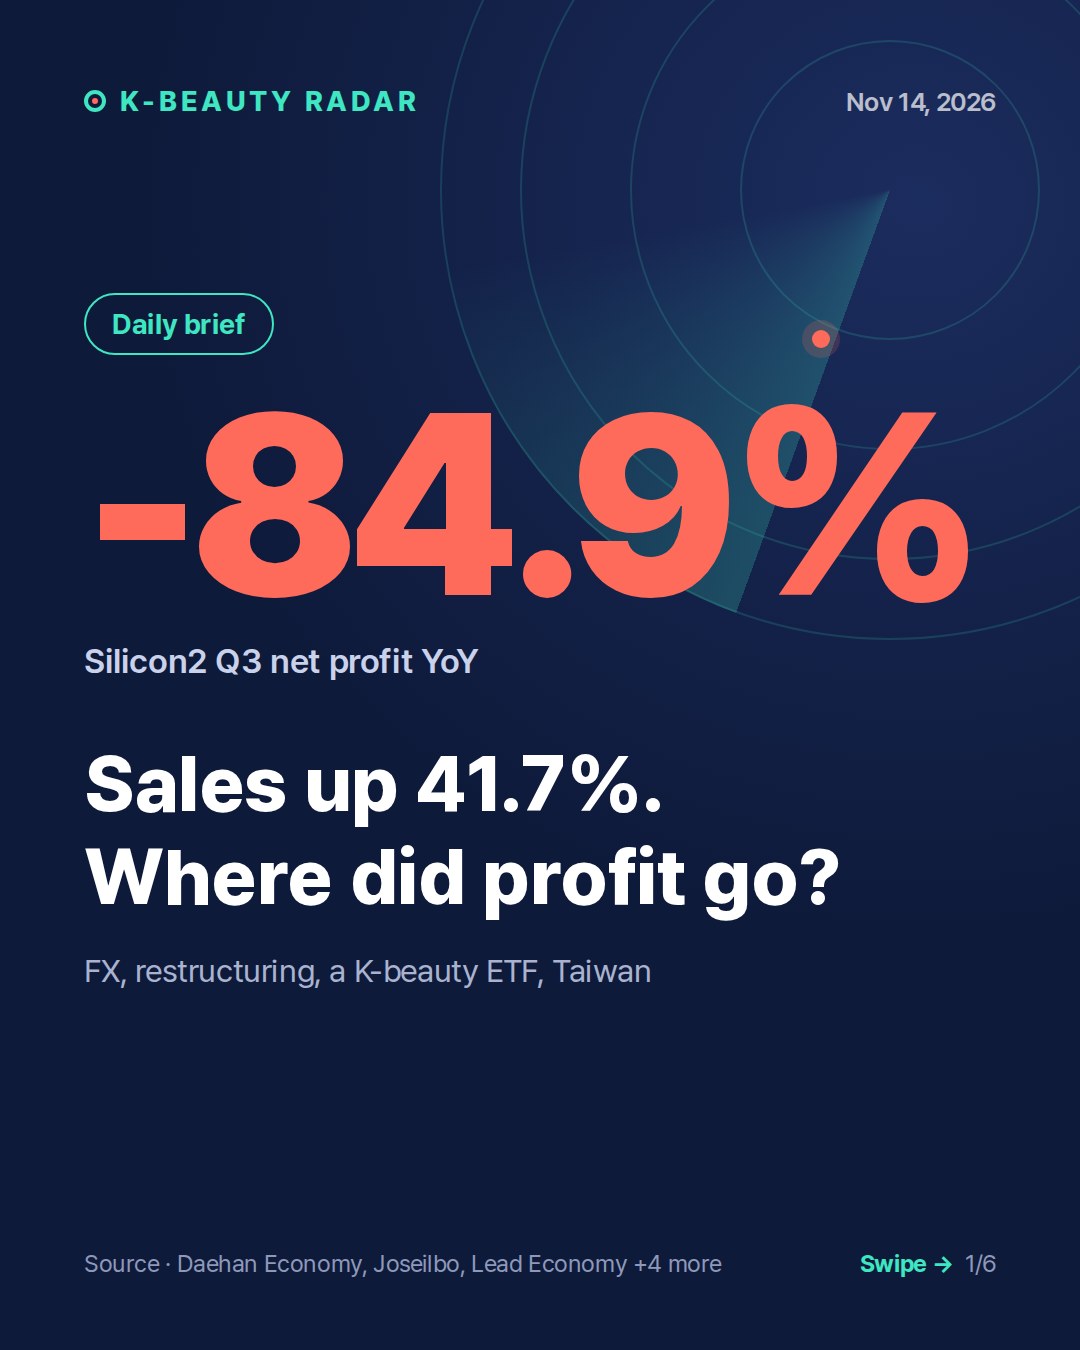 K-BEAUTY RADAR
Nov 14, 2026
Daily brief
-84.9%
Silicon2 Q3 net profit YoY
Sales up 41.7%.
Where did profit go?
FX, restructuring, a K-beauty ETF, Taiwan
Source · Daehan Economy, Joseilbo, Lead Economy +4 more
Swipe → 1/6